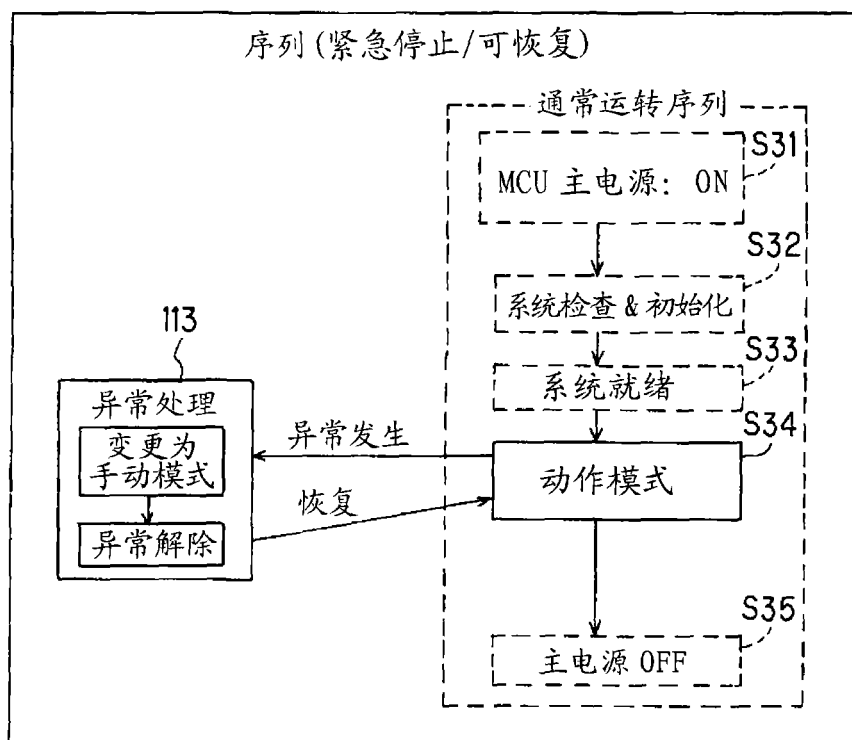 序列(紧急停止/可恢复)
通常运转序列
S31
MCU 主电源: ON
S32
系统检查 & 初始化
S33
系统就绪
S34
动作模式
S35
主电源 OFF
113
异常处理
变更为
手动模式
异常解除
异常发生
恢复